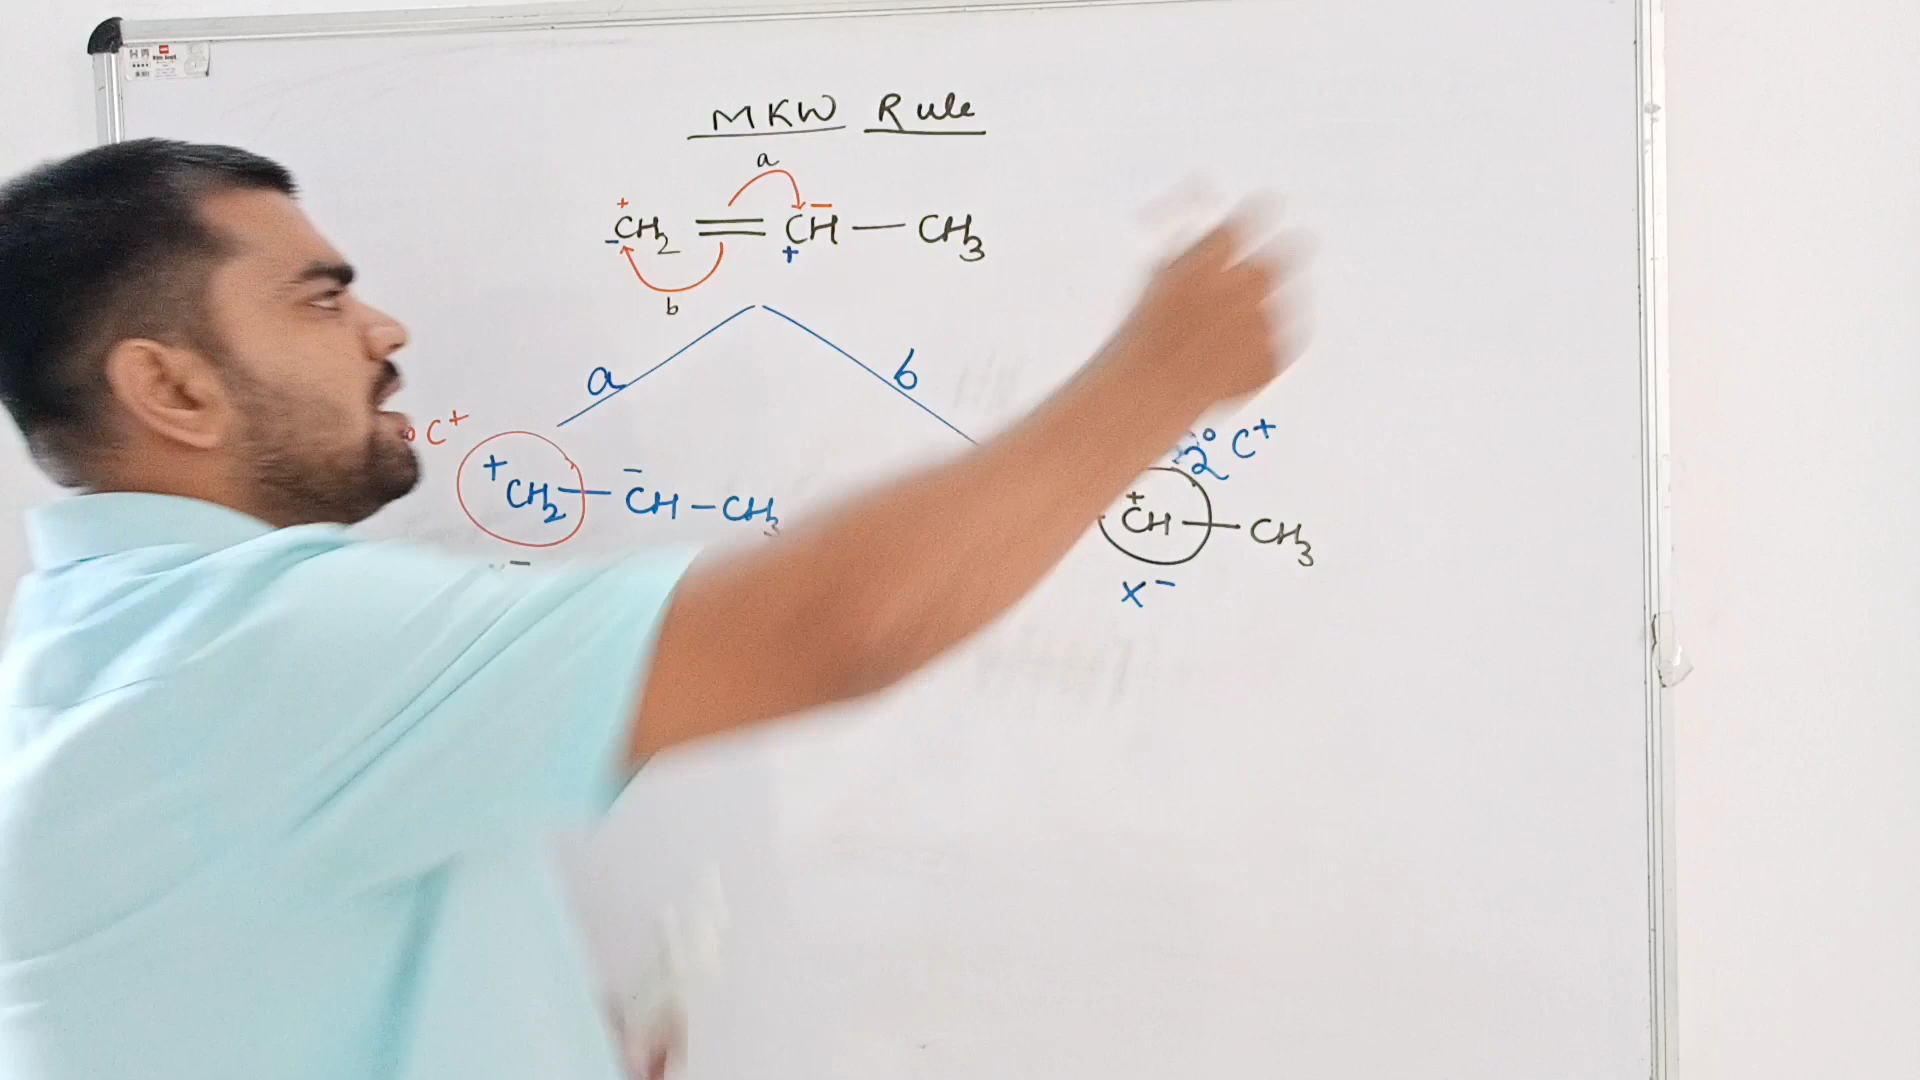 MKW Rule
a
+ −
CH2 = CH — CH3
− +
b
a b
° C+ 2° C+
+ −
CH2 — CH — CH3
+
CH — CH3
−
X−